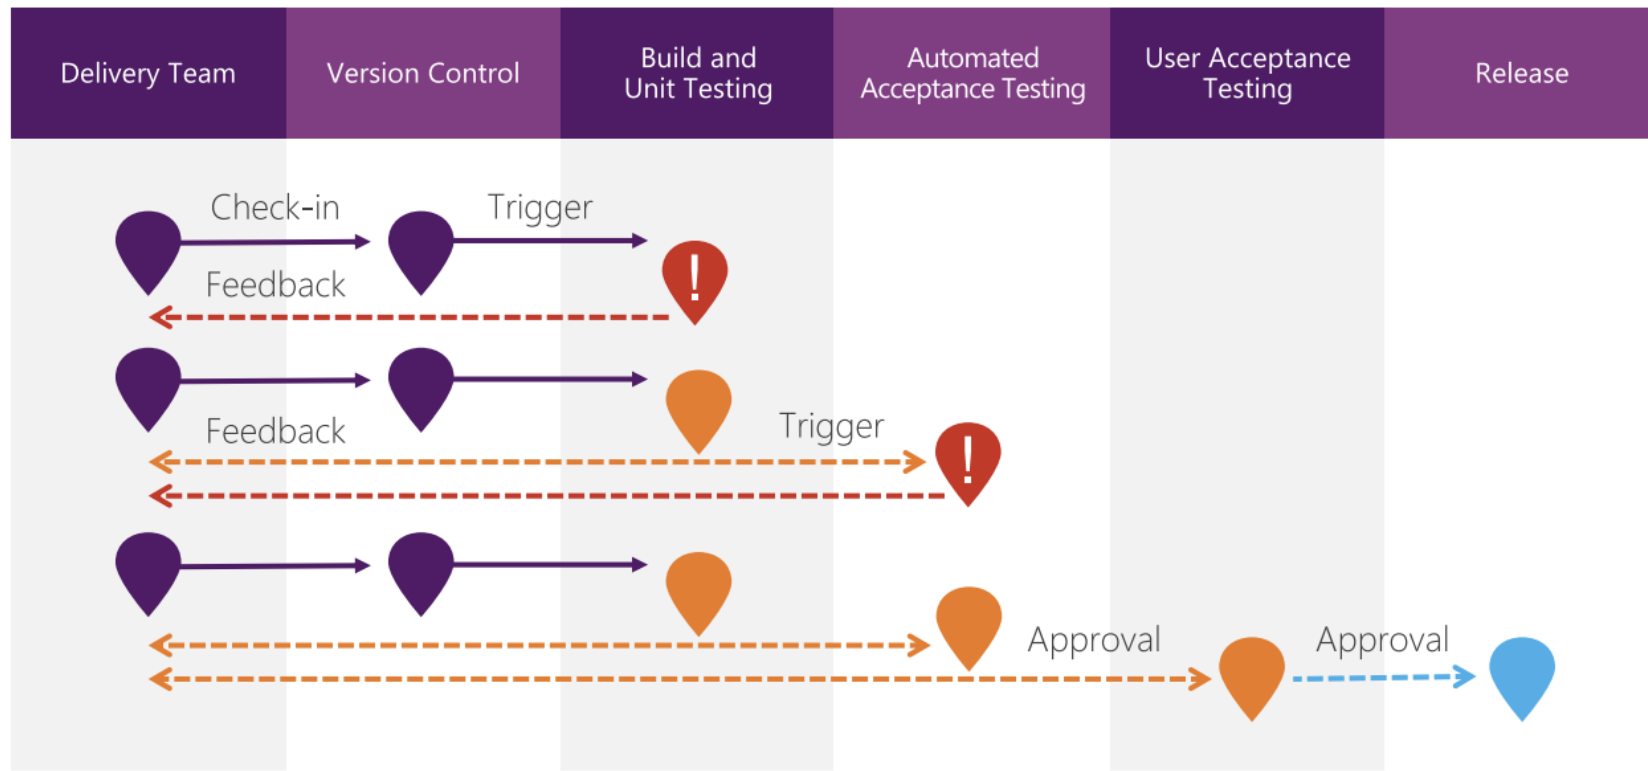 Delivery Team
Version Control
Build and
Unit Testing
Automated
Acceptance Testing
User Acceptance
Testing
Release
Check-in
Trigger
!
Feedback
Feedback
Trigger
!
Approval
Approval